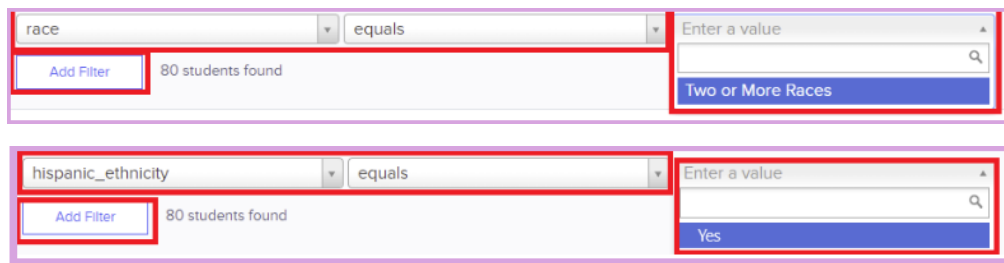 race equals Enter a value
Add Filter 80 students found
Two or More Races
hispanic_ethnicity equals Enter a value
Add Filter 80 students found
Yes